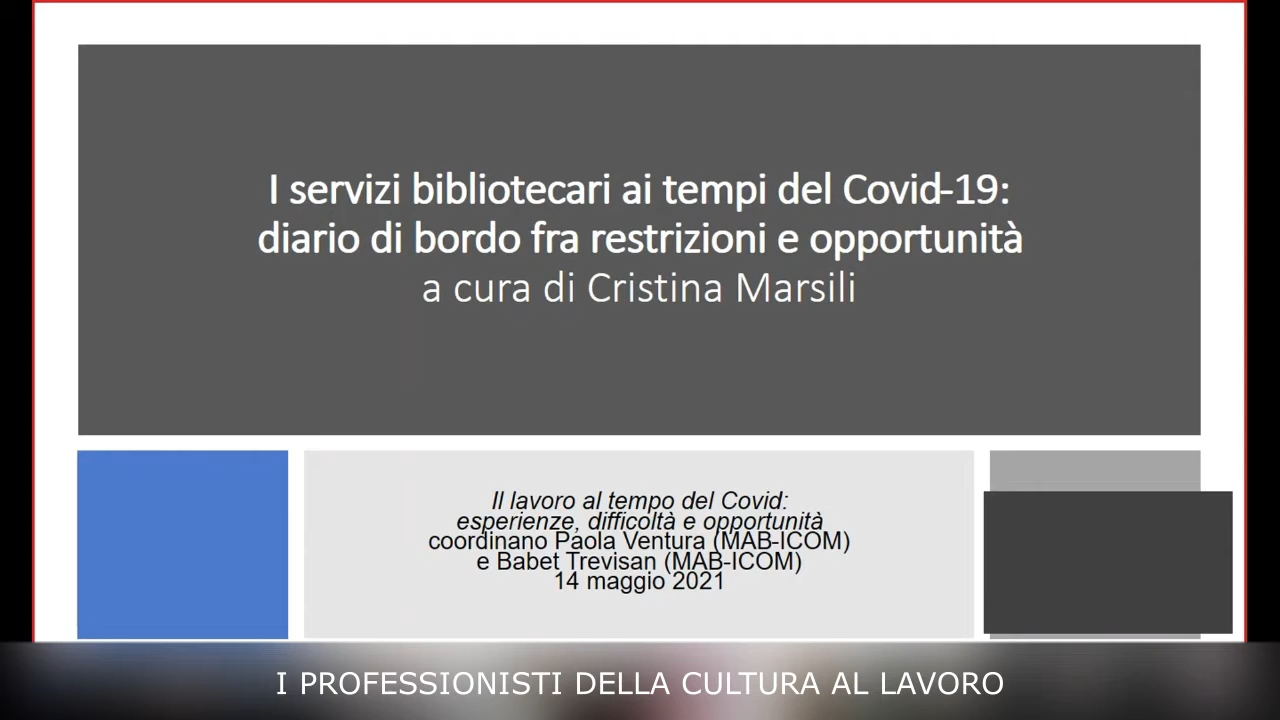 I servizi bibliotecari ai tempi del Covid-19:
diario di bordo fra restrizioni e opportunità
a cura di Cristina Marsili
Il lavoro al tempo del Covid:
esperienze, difficoltà e opportunità
coordinano Paola Ventura (MAB-ICOM)
e Babet Trevisan (MAB-ICOM)
14 maggio 2021
I PROFESSIONISTI DELLA CULTURA AL LAVORO